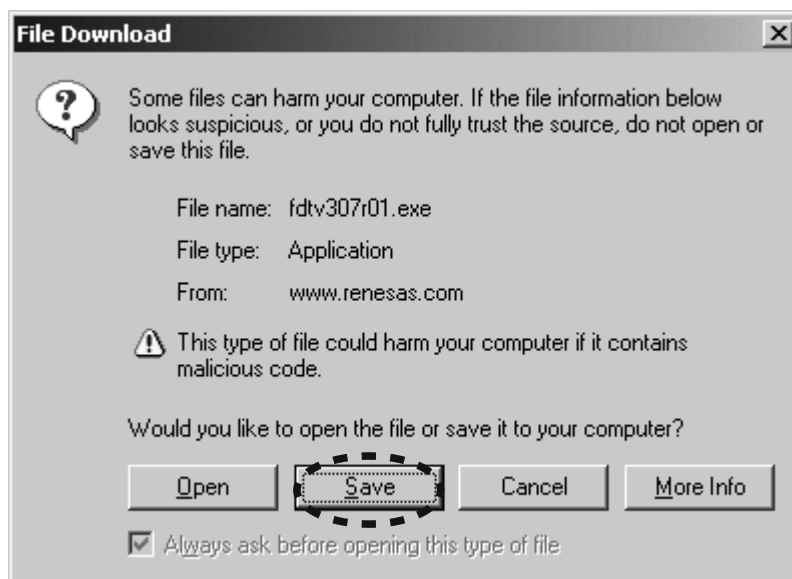 File Download
Some files can harm your computer. If the file information below
looks suspicious, or you do not fully trust the source, do not open or
save this file.
File name: fdtv307r01.exe
File type: Application
From: www.renesas.com
This type of file could harm your computer if it contains
malicious code.
Would you like to open the file or save it to your computer?
Open Save Cancel More Info
Always ask before opening this type of file